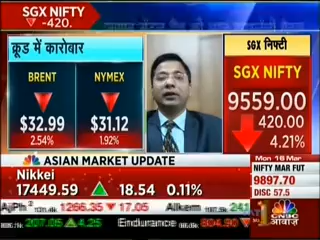 SGX NIFTY
-420.
क्रूड में कारोबार
BRENT
NYMEX
$32.99
2.54%
$31.12
1.92%
SGX निफ्टी
SGX NIFTY
9559.00
420.00
4.21%
Mon 16 Mar
ASIAN MARKET UPDATE
Nikkei
17449.59 18.54 0.11%
NIFTY MAR FUT
9897.70
DISC 57.5
1266.35 17.05
207.05 4.25
804.50
CNBC
आवाज़